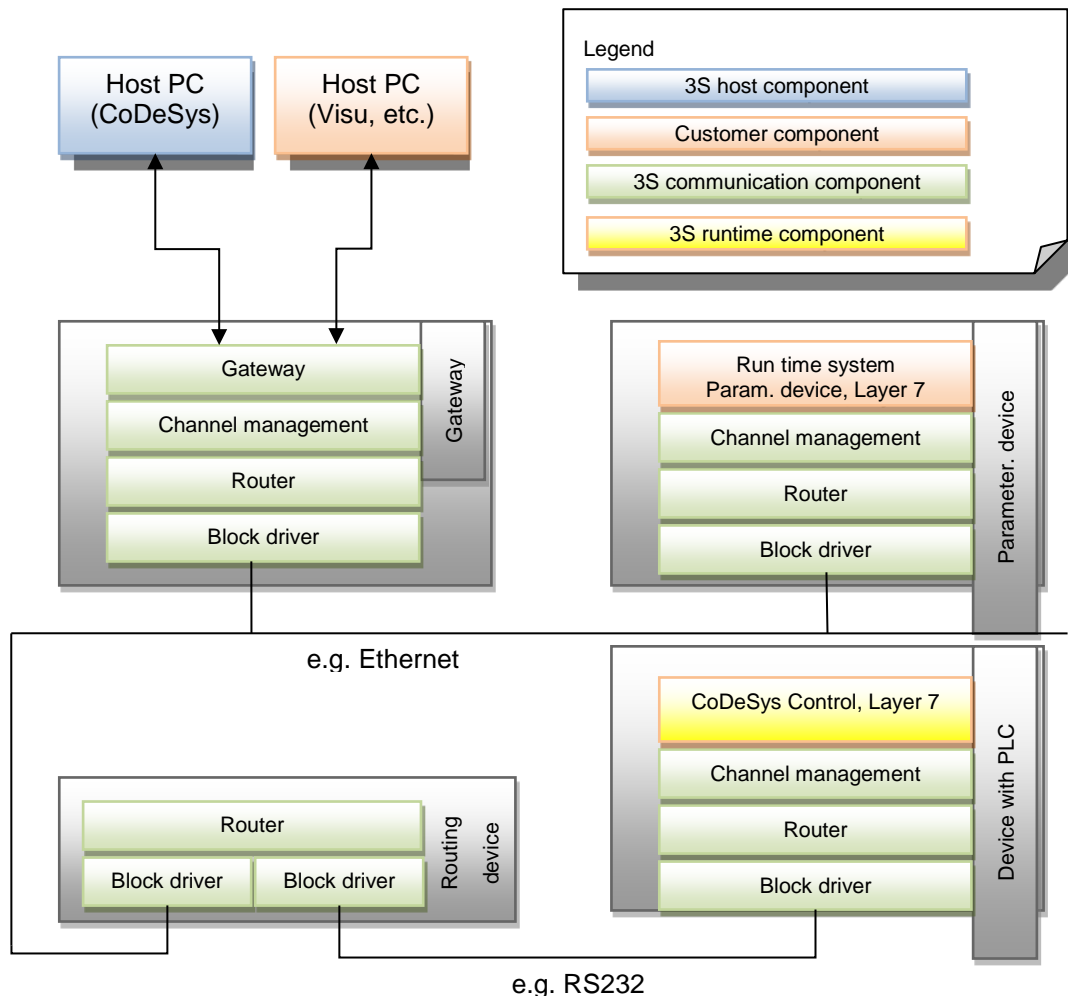 Host PC
(CoDeSys)
Host PC
(Visu, etc.)
Legend
3S host component
Customer component
3S communication component
3S runtime component
Gateway
Channel management
Router
Block driver
Gateway
Run time system
Param. device, Layer 7
Channel management
Router
Block driver
Parameter. device
e.g. Ethernet
CoDeSys Control, Layer 7
Channel management
Router
Block driver
Device with PLC
Router
Block driver
Block driver
Routing
device
e.g. RS232